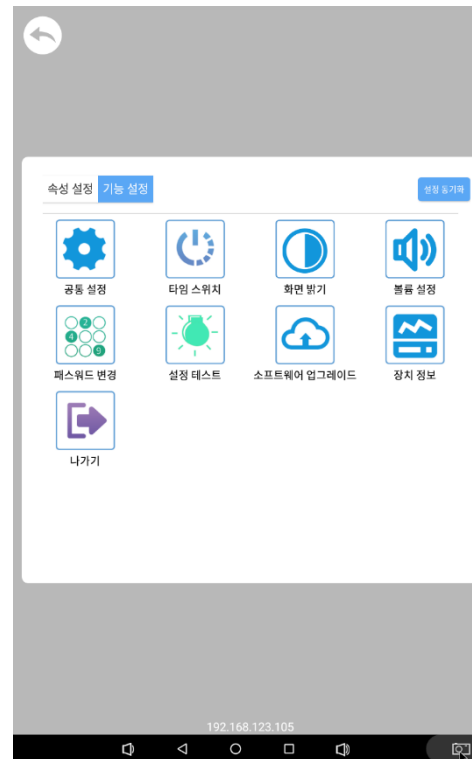 속성 설정 기능 설정 설정 동기화
공통 설정 타임 스위치 화면 밝기 볼륨 설정
2
4
9
패스워드 변경 설정 테스트 소프트웨어 업그레이드 장치 정보
나가기
192.168.123.105